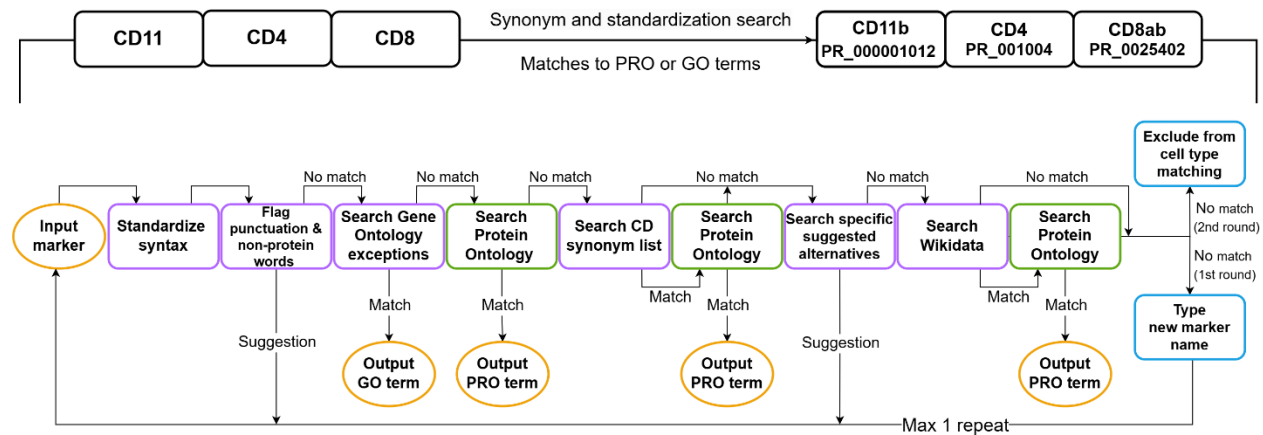 Synonym and standardization search
CD11
CD4
CD8
Matches to PRO or GO terms
CD11b
PR_000001012
CD4
PR_001004
CD8ab
PR_0025402
Exclude from
cell type
matching
No match
No match
No match
No match
No match
No match
Input
marker
Standardize
syntax
Flag
punctuation &
non-protein
words
Search Gene
Ontology
exceptions
Search
Protein
Ontology
Search CD
synonym list
Search
Protein
Ontology
Search specific
suggested
alternatives
Search
Wikidata
Search
Protein
Ontology
No match
(2nd round)
No match
(1st round)
Match
Match
Match
Match
Match
Match
Suggestion
Suggestion
Output
GO term
Output
PRO term
Output
PRO term
Output
PRO term
Type
new marker
name
Max 1 repeat